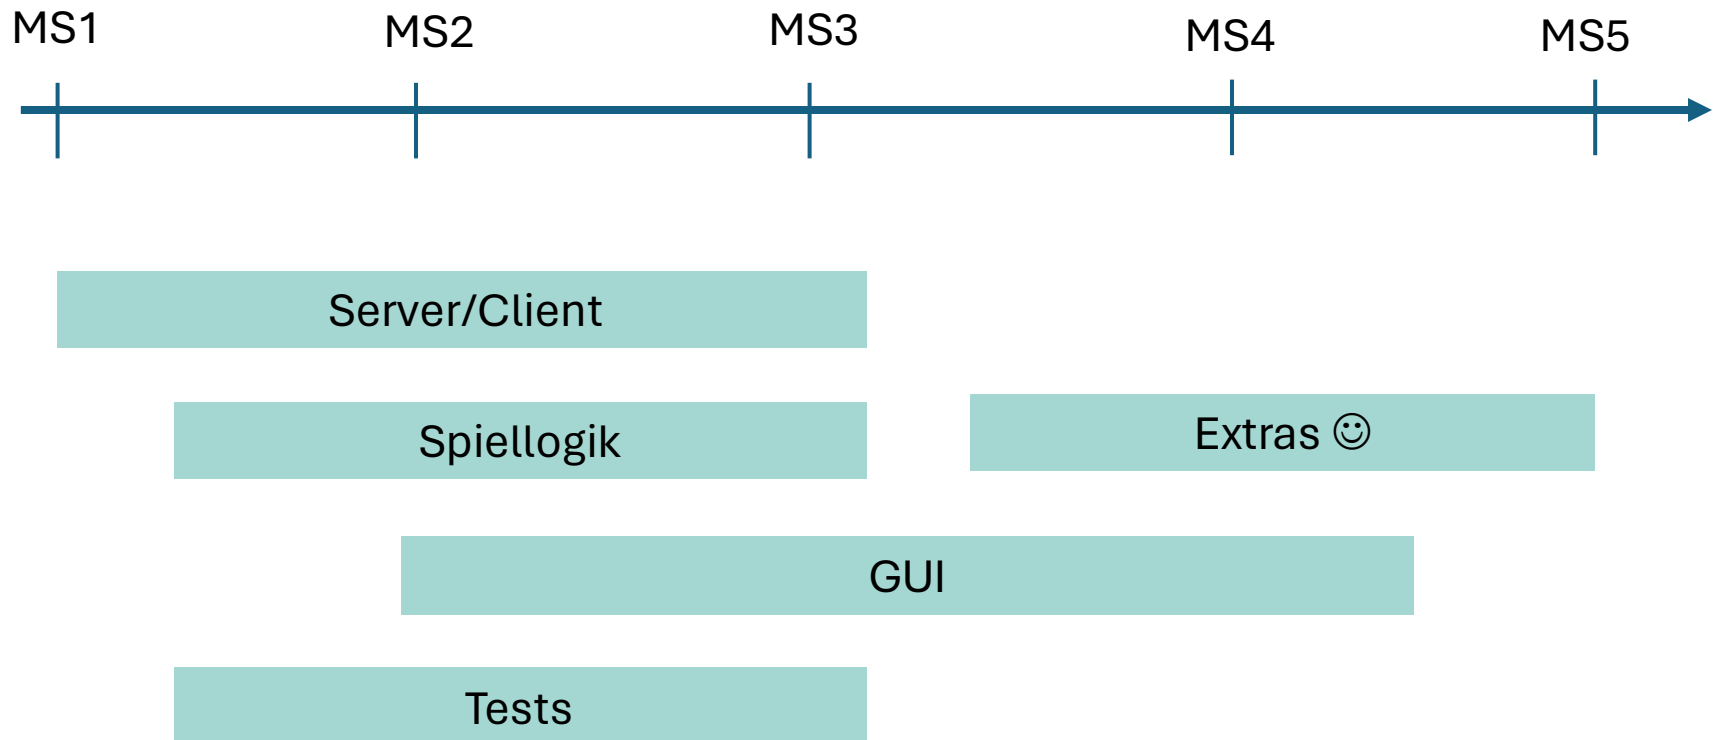 MS1 MS2 MS3 MS4 MS5
Server/Client
Spiellogik
Extras ☺
GUI
Tests